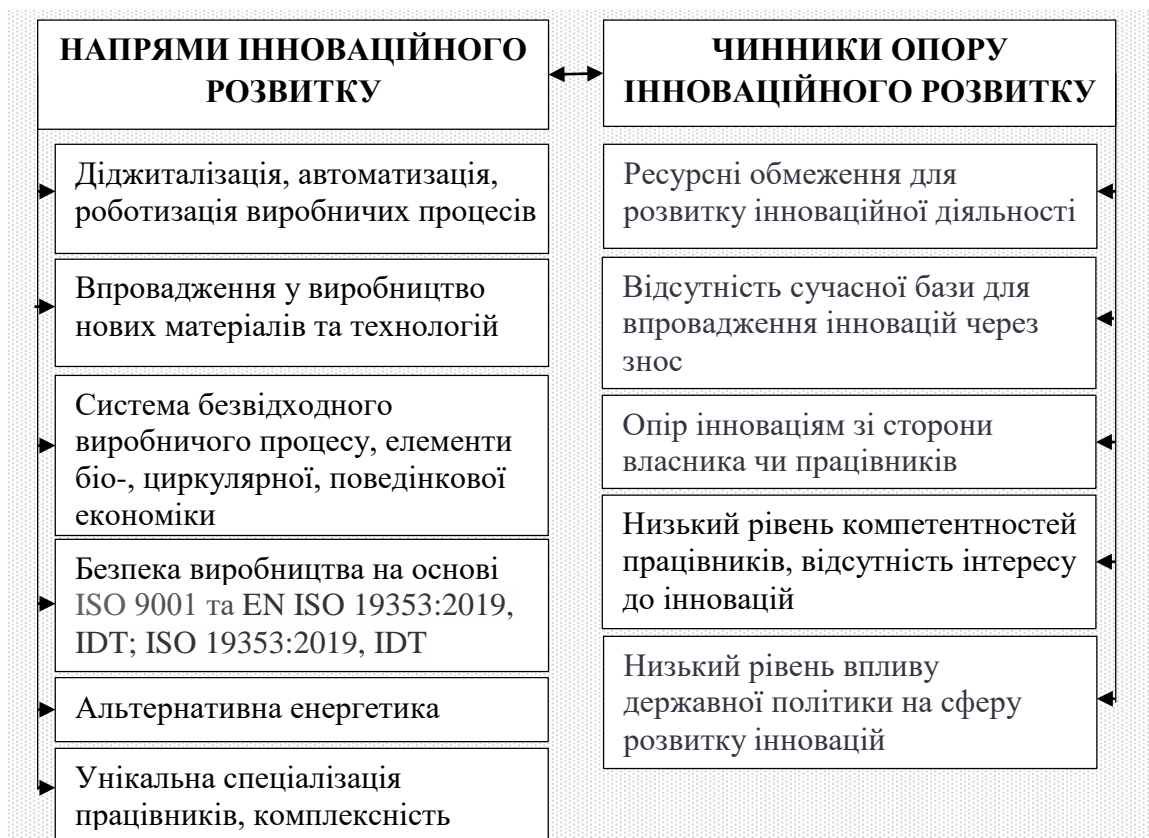 НАПРЯМИ ІННОВАЦІЙНОГО
РОЗВИТКУ
Діджиталізація, автоматизація,
роботизація виробничих процесів
Впровадження у виробництво
нових матеріалів та технологій
Система безвідходного
виробничого процесу, елементи
біо-, циркулярної, поведінкової
економіки
Безпека виробництва на основі
ISO 9001 та EN ISO 19353:2019,
IDT; ISO 19353:2019, IDT
Альтернативна енергетика
Унікальна спеціалізація
працівників, комплексність
ЧИННИКИ ОПОРУ
ІННОВАЦІЙНОГО РОЗВИТКУ
Ресурсні обмеження для
розвитку інноваційної діяльності
Відсутність сучасної бази для
впровадження інновацій через
знос
Опір інноваціям зі сторони
власника чи працівників
Низький рівень компетентностей
працівників, відсутність інтересу
до інновацій
Низький рівень впливу
державної політики на сферу
розвитку інновацій